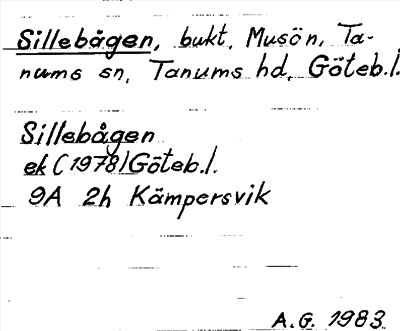 Sillebågen, bukt, Musön, Ta-
nums sn, Tanums hd, Göteb.l.
Sillebågen
ek (1978) Göteb.l.
9A 2h Kämpersvik
A.G. 1983